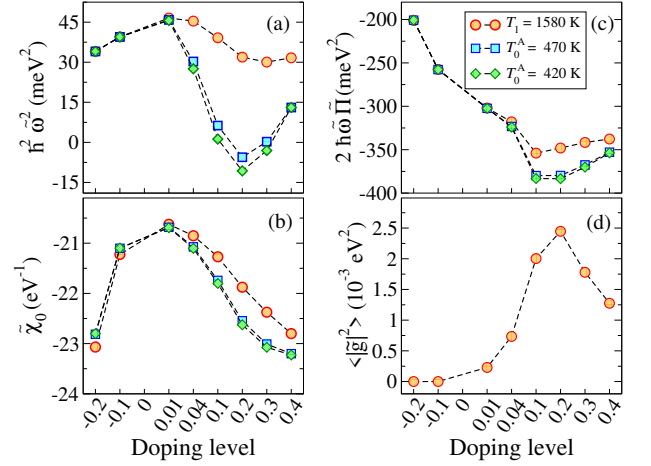 (a)
ħ² ω̃² (meV²)
45
30
15
0
-15
(c)
2 ħω̃ Π̃ (meV²)
-200
-250
-300
-350
-400
T₁ = 1580 K
T₀ᴬ = 470 K
T₀ᴬ = 420 K
(b)
χ̃₀ (eV⁻¹)
-21
-22
-23
-24
-0.2 -0.1 0 0.01 0.04 0.1 0.2 0.3 0.4
Doping level
(d)
<|g̃|²> (10⁻³ eV²)
2.5
2
1.5
1
0.5
0
-0.2 -0.1 0 0.01 0.04 0.1 0.2 0.3 0.4
Doping level